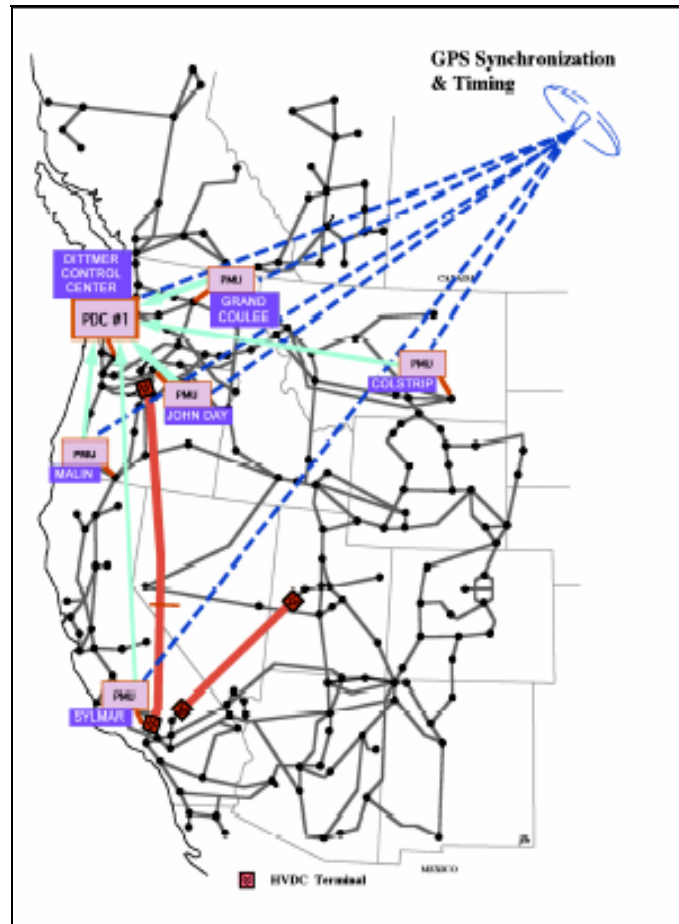 GPS Synchronization
& Timing
DITTMER
CONTROL
CENTER
PDC #1
PMU
GRAND
COULEE
CANADA
PMU
COLSTRIP
PMU
JOHN DAY
PMU
MALIN
PMU
SYLMAR
MEXICO
HVDC Terminal